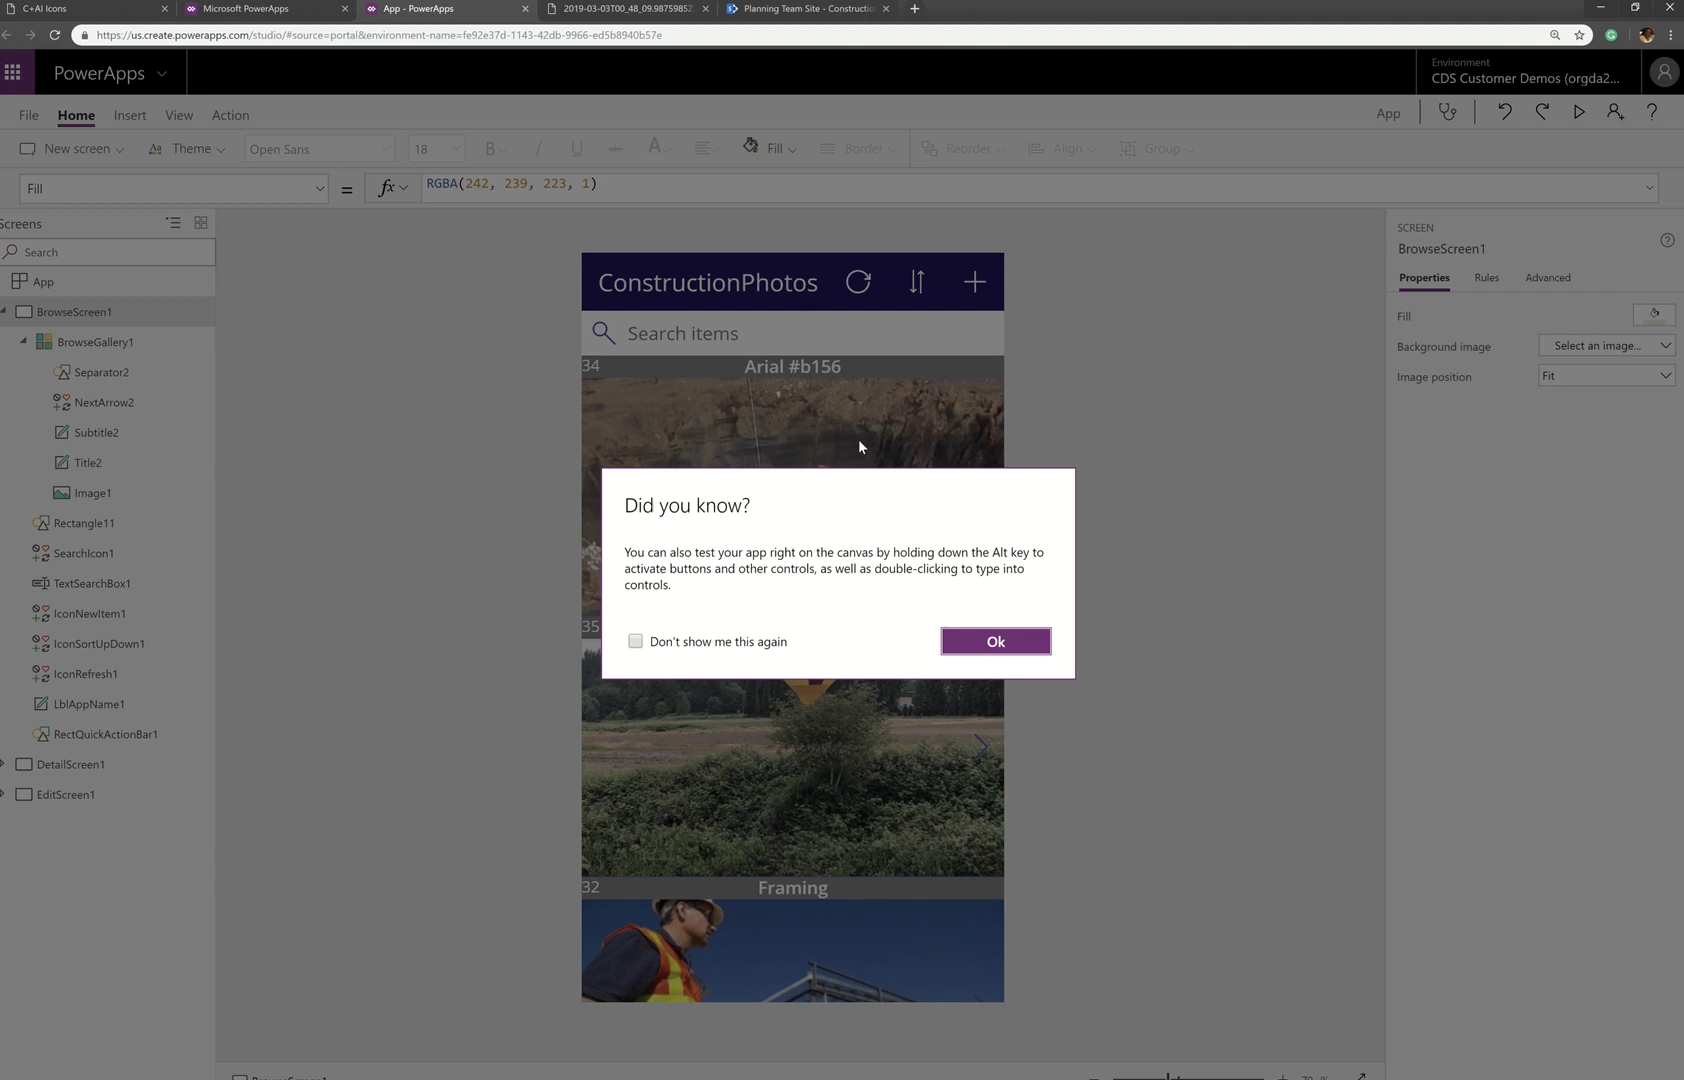 C+AI Icons
Microsoft PowerApps
App - PowerApps
2019-03-03T00_48_09.9875985Z
Planning Team Site - Constructio
https://us.create.powerapps.com/studio/#source=portal&environment-name=fe92e37d-1143-42db-9966-ed5b8940b57e
PowerApps
Environment
CDS Customer Demos (orgda2...
File Home Insert View Action
App
New screen Theme Open Sans 18 B / U abc A Fill Border Reorder Align Group
Fill = fx RGBA(242, 239, 223, 1)
Screens
Search
App
BrowseScreen1
BrowseGallery1
Separator2
NextArrow2
Subtitle2
Title2
Image1
Rectangle11
SearchIcon1
TextSearchBox1
IconNewItem1
IconSortUpDown1
IconRefresh1
LblAppName1
RectQuickActionBar1
DetailScreen1
EditScreen1
ConstructionPhotos
Search items
34 Arial #b156
Did you know?
You can also test your app right on the canvas by holding down the Alt key to
activate buttons and other controls, as well as double-clicking to type into
controls.
Don't show me this again
Ok
35
32 Framing
SCREEN
BrowseScreen1
Properties Rules Advanced
Fill
Background image Select an image...
Image position Fit